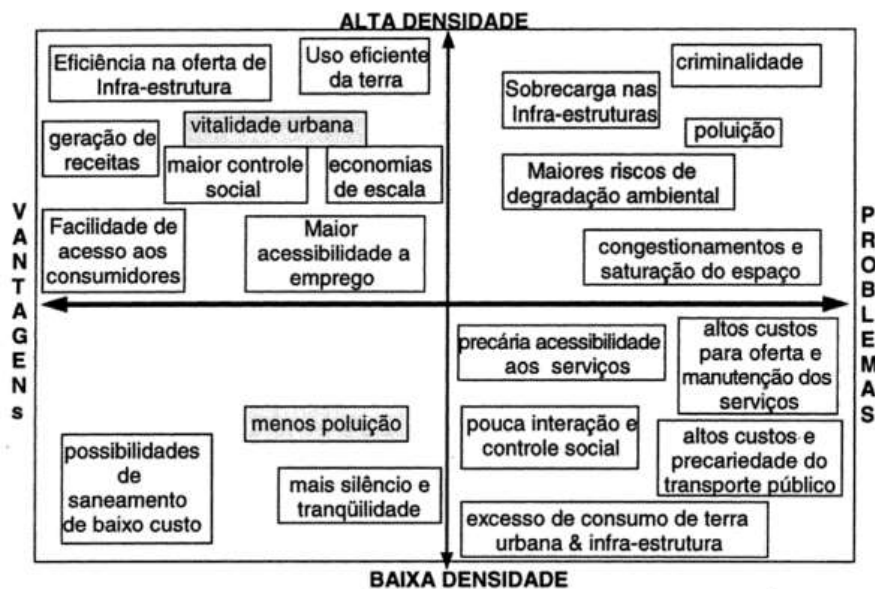 ALTA DENSIDADE
Eficiência na oferta de
Infra-estrutura
Uso eficiente
da terra
geração de
receitas
vitalidade urbana
maior controle
social
economias
de escala
Facilidade de
acesso aos
consumidores
Maior
acessibilidade a
emprego
criminalidade
Sobrecarga nas
Infra-estruturas
poluição
Maiores riscos de
degradação ambiental
congestionamentos e
saturação do espaço
VANTAGENs
PROBLEMAS
menos poluição
possibilidades
de
saneamento
de baixo custo
mais silêncio e
tranqüilidade
precária acessibilidade
aos serviços
altos custos
para oferta e
manutenção dos
serviços
pouca interação e
controle social
altos custos e
precariedade do
transporte público
excesso de consumo de terra
urbana & infra-estrutura
BAIXA DENSIDADE